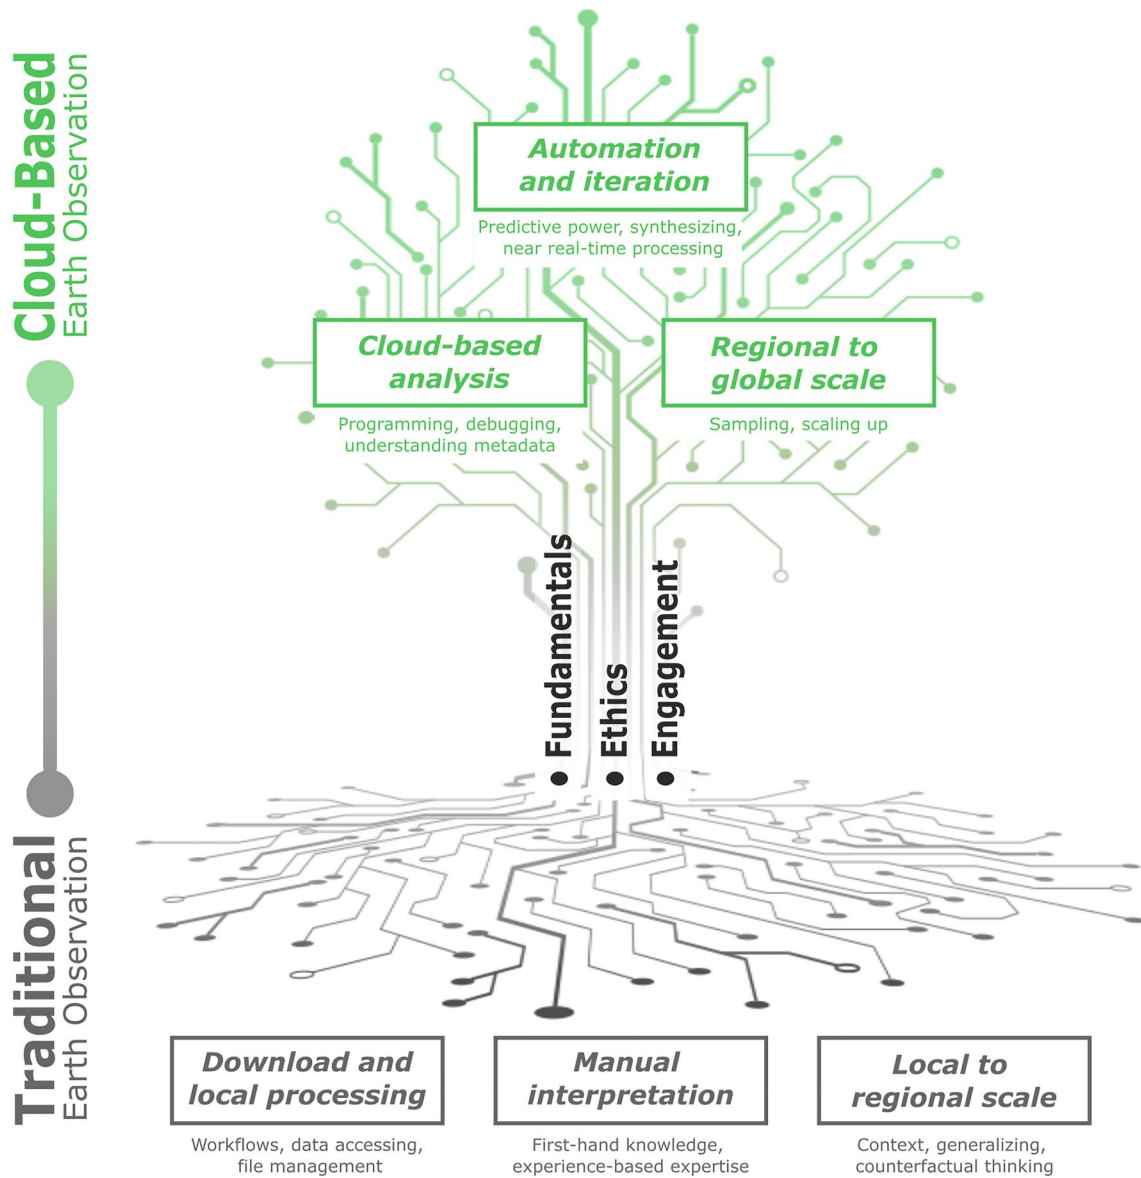 Cloud-Based
Earth Observation
Automation
and iteration
Predictive power, synthesizing,
near real-time processing
Cloud-based
analysis
Programming, debugging,
understanding metadata
Regional to
global scale
Sampling, scaling up
Fundamentals
Ethics
Engagement
Traditional
Earth Observation
Download and
local processing
Workflows, data accessing,
file management
Manual
interpretation
First-hand knowledge,
experience-based expertise
Local to
regional scale
Context, generalizing,
counterfactual thinking